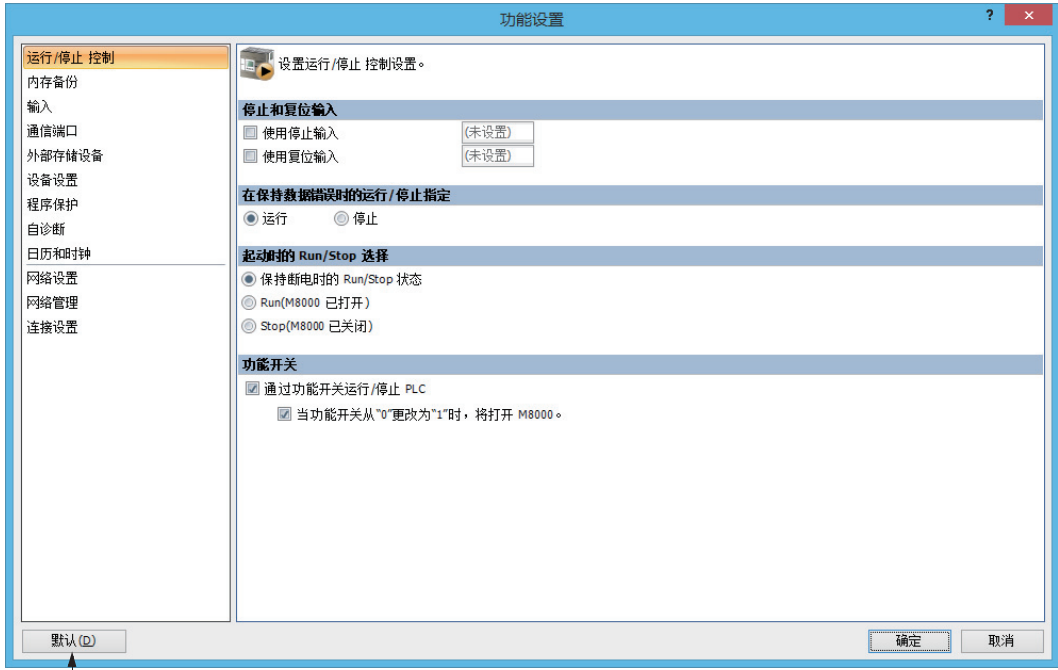 功能设置
? ×
运行/停止 控制
内存备份
输入
通信端口
外部存储设备
设备设置
程序保护
自诊断
日历和时钟
网络设置
网络管理
连接设置
设置运行/停止 控制设置。
停止和复位输入
使用停止输入 (未设置)
使用复位输入 (未设置)
在保持数据错误时的运行/停止指定
运行 停止
起动时的 Run/Stop 选择
保持断电时的 Run/Stop 状态
Run(M8000 已打开)
Stop(M8000 已关闭)
功能开关
通过功能开关运行/停止 PLC
当功能开关从"0"更改为"1"时，将打开 M8000。
默认(D)
确定 取消